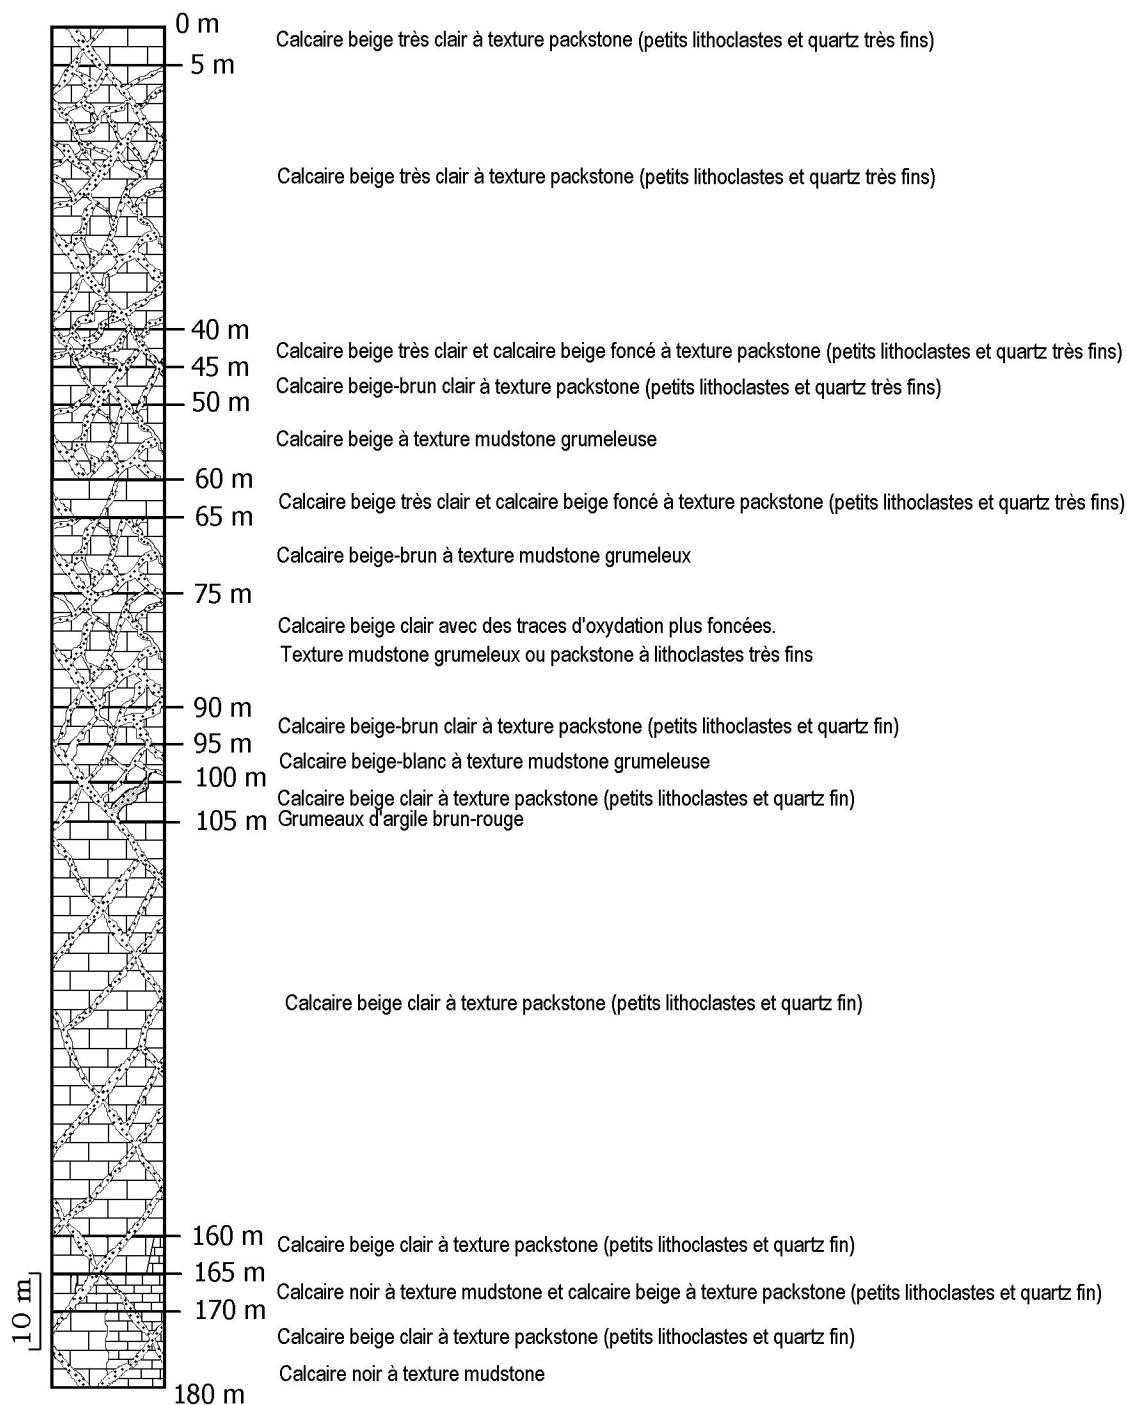 0 m
Calcaire beige très clair à texture packstone (petits lithoclastes et quartz très fins)
5 m
Calcaire beige très clair à texture packstone (petits lithoclastes et quartz très fins)
40 m
Calcaire beige très clair et calcaire beige foncé à texture packstone (petits lithoclastes et quartz très fins)
45 m
Calcaire beige-brun clair à texture packstone (petits lithoclastes et quartz très fins)
50 m
Calcaire beige à texture mudstone grumeleuse
60 m
Calcaire beige très clair et calcaire beige foncé à texture packstone (petits lithoclastes et quartz très fins)
65 m
Calcaire beige-brun à texture mudstone grumeleux
75 m
Calcaire beige clair avec des traces d'oxydation plus foncées.
Texture mudstone grumeleux ou packstone à lithoclastes très fins
90 m
Calcaire beige-brun clair à texture packstone (petits lithoclastes et quartz fin)
95 m
Calcaire beige-blanc à texture mudstone grumeleuse
100 m
Calcaire beige clair à texture packstone (petits lithoclastes et quartz fin)
105 m
Grumeaux d'argile brun-rouge
Calcaire beige clair à texture packstone (petits lithoclastes et quartz fin)
160 m
Calcaire beige clair à texture packstone (petits lithoclastes et quartz fin)
165 m
Calcaire noir à texture mudstone et calcaire beige à texture packstone (petits lithoclastes et quartz fin)
10 m
170 m
Calcaire beige clair à texture packstone (petits lithoclastes et quartz fin)
Calcaire noir à texture mudstone
180 m